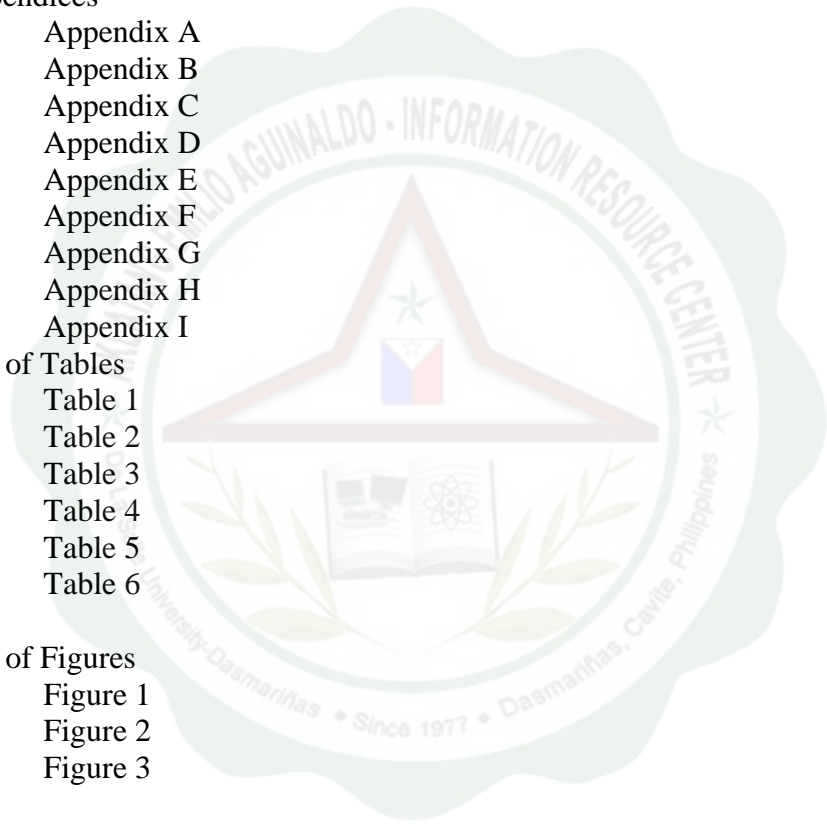 Appendix A
Appendix B
Appendix C
Appendix D
Appendix E
Appendix F
Appendix G
Appendix H
Appendix I
of Tables
Table 1
Table 2
Table 3
Table 4
Table 5
Table 6
of Figures
Figure 1
Figure 2
Figure 3
AGUINALDO - INFORMATION RESOURCE CENTER
University-Dasmariñas • Since 1977 • Dasmariñas, Cavite, Philippines